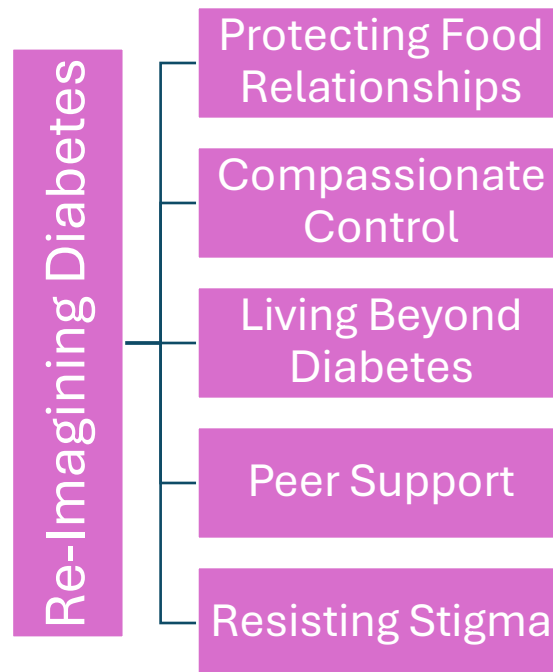 Re-Imagining Diabetes
Protecting Food
Relationships
Compassionate
Control
Living Beyond
Diabetes
Peer Support
Resisting Stigma